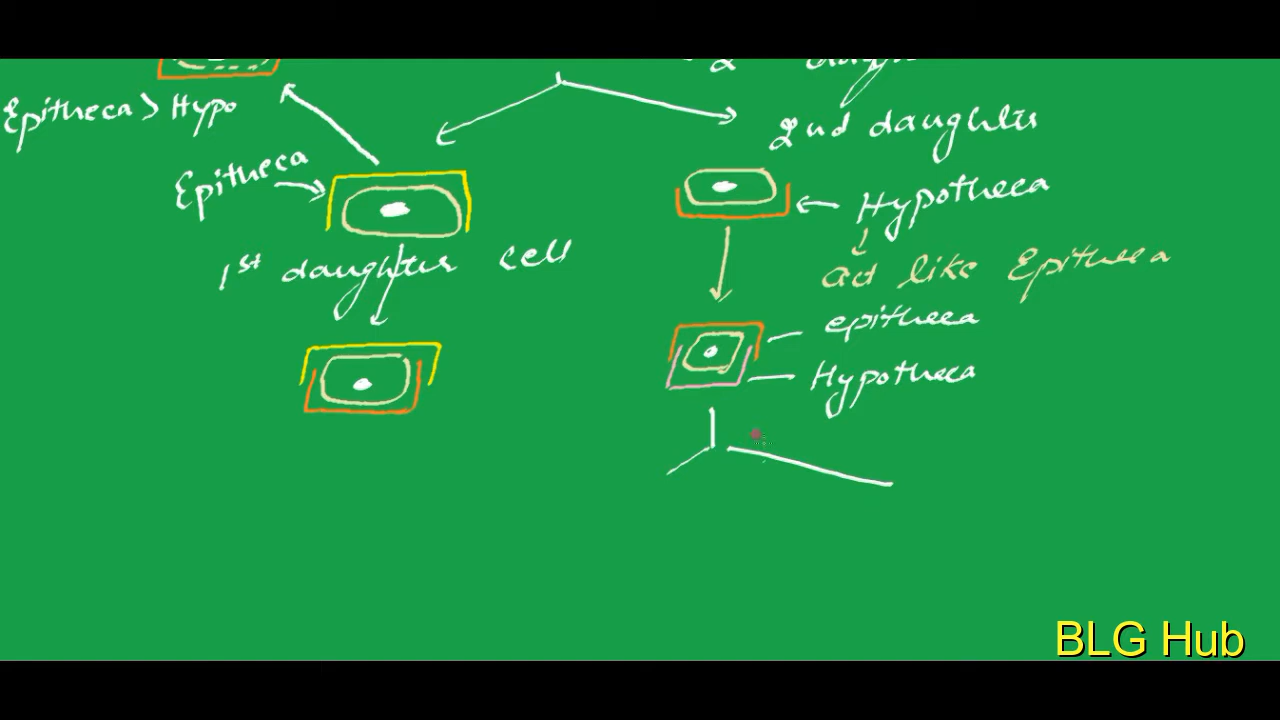 Epitheca > Hypo
2nd daughter
Epitheca
Hypotheca
1st daughter cell
act like Epitheca
epitheca
Hypotheca
BLG Hub